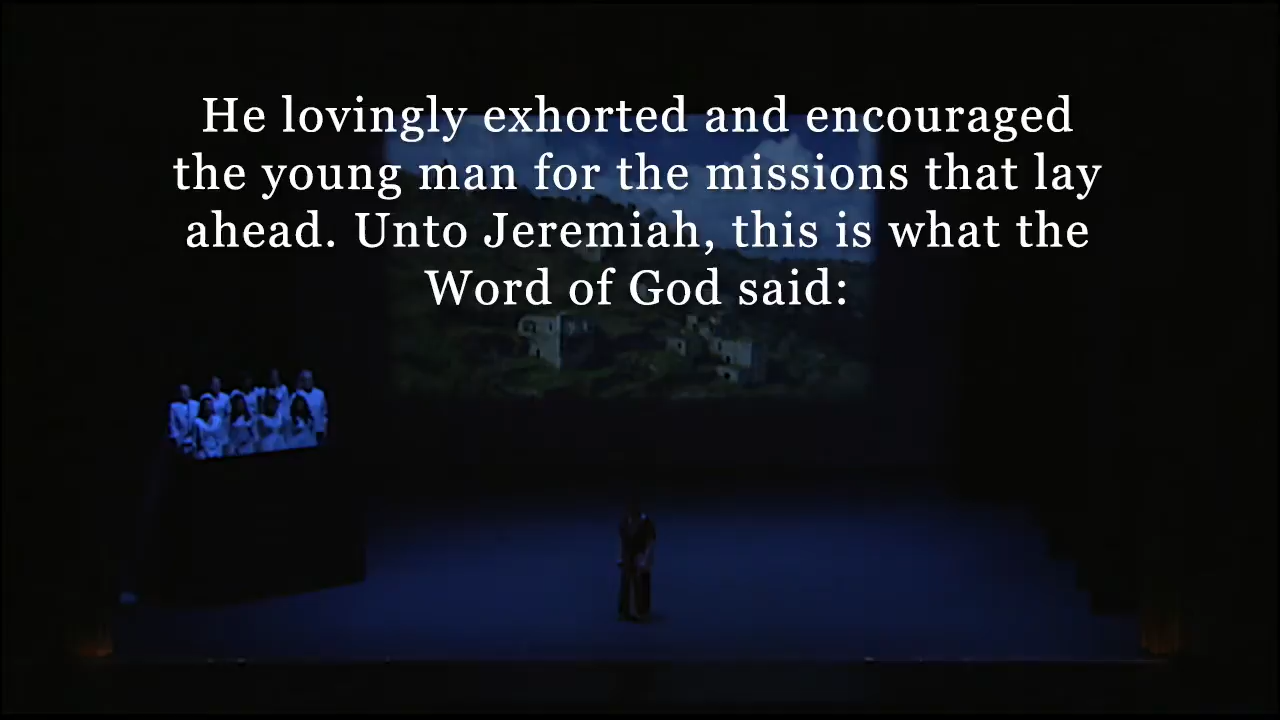 He lovingly exhorted and encouraged
the young man for the missions that lay
ahead. Unto Jeremiah, this is what the
Word of God said: